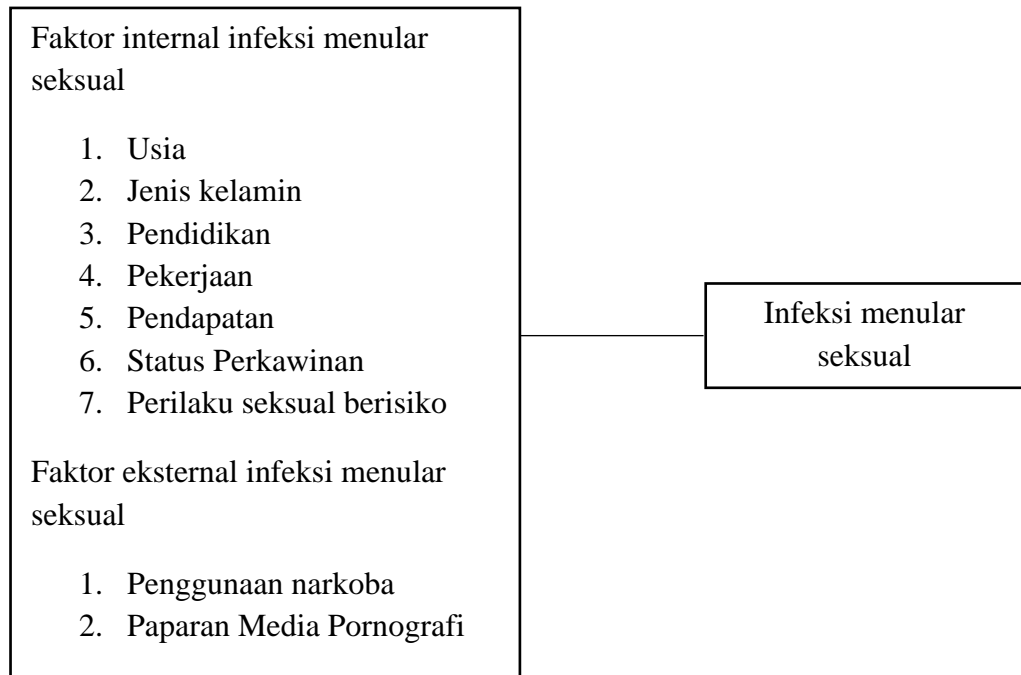 Faktor internal infeksi menular
seksual
1. Usia
2. Jenis kelamin
3. Pendidikan
4. Pekerjaan
5. Pendapatan
6. Status Perkawinan
7. Perilaku seksual berisiko
Faktor eksternal infeksi menular
seksual
1. Penggunaan narkoba
2. Paparan Media Pornografi
Infeksi menular
seksual